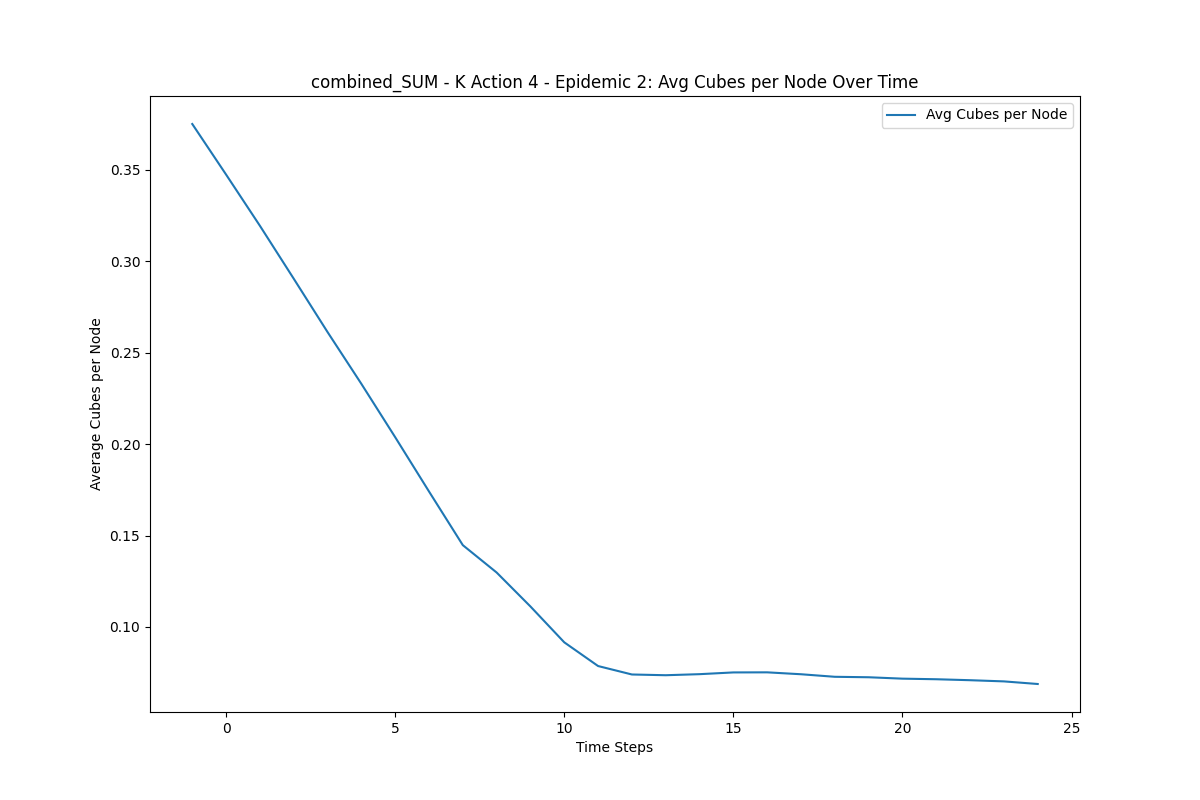 combined_SUM - K Action 4 - Epidemic 2: Avg Cubes per Node Over Time
Avg Cubes per Node
0.35
0.30
0.25
0.20
0.15
0.10
Average Cubes per Node
0 5 10 15 20 25
Time Steps